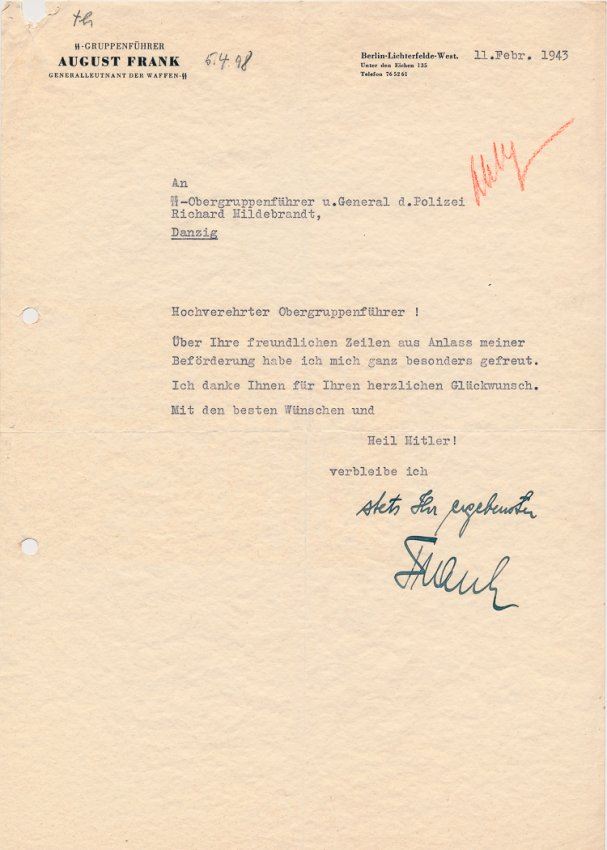 th
ϟϟ-GRUPPENFÜHRER
AUGUST FRANK
GENERALLEUTNANT DER WAFFEN-ϟϟ
5.4.98
Berlin-Lichterfelde-West.
Unter den Eichen 135
Telefon 76 52 61
11.Febr. 1943
An
ϟϟ-Obergruppenführer u.General d.Polizei
Richard Hildebrandt,
Danzig
Hochverehrter Obergruppenführer !
Über Ihre freundlichen Zeilen aus Anlass meiner
Beförderung habe ich mich ganz besonders gefreut.
Ich danke Ihnen für Ihren herzlichen Glückwunsch.
Mit den besten Wünschen und
Heil Hitler!
verbleibe ich
stets Ihr ergebenster
Frank